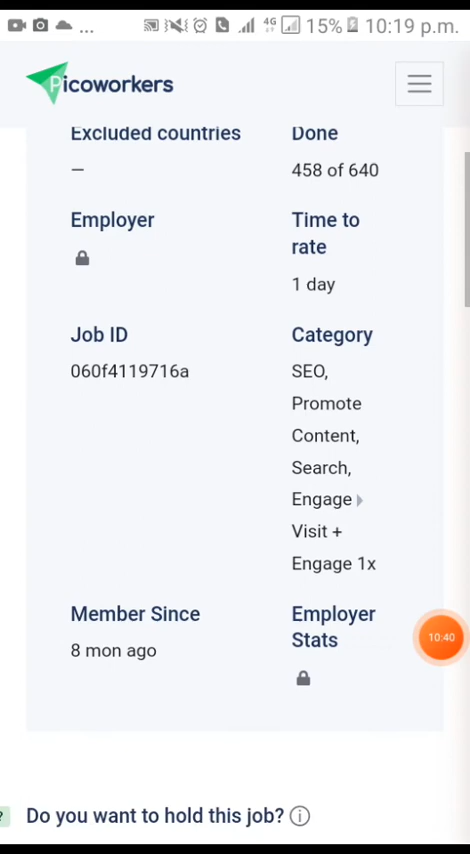 ... 4G 15% 10:19 p.m.
Picoworkers
Excluded countries
Done
—
458 of 640
Employer
Time to
rate
1 day
Job ID
Category
060f4119716a
SEO,
Promote
Content,
Search,
Engage
Visit +
Engage 1x
Member Since
Employer
Stats
8 mon ago
10:40
? Do you want to hold this job? i